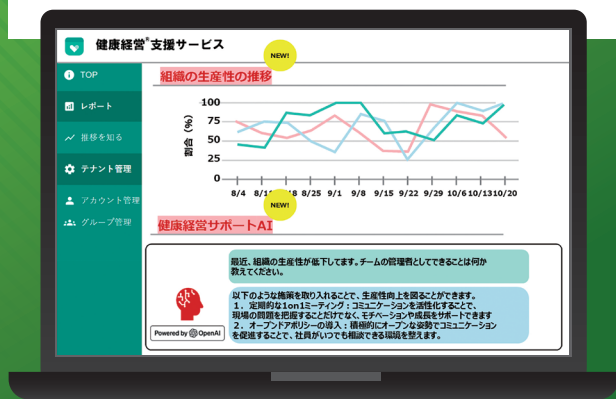 健康経営®支援サービス
NEW!
TOP
レポート
推移を知る
テナント管理
アカウント管理
グループ管理
組織の生産性の推移
割合（%）
100
75
50
25
0
8/4 8/11 8/18 8/25 9/1 9/8 9/15 9/22 9/29 10/6 10/13 10/20
NEW!
健康経営サポートAI
最近、組織の生産性が低下してます。チームの管理者としてできることは何か
教えてください。
以下のような施策を取り入れることで、生産性向上を図ることができます。
１．定期的な1on1ミーティング：コミュニケーションを活性化することで、
現場の問題を把握することだけでなく、モチベーションや成長をサポートできます
２．オープンドアポリシーの導入：積極的にオープンな姿勢でコミュニケーション
を促進することで、社員がいつでも相談できる環境を整えます。
Powered by OpenAI